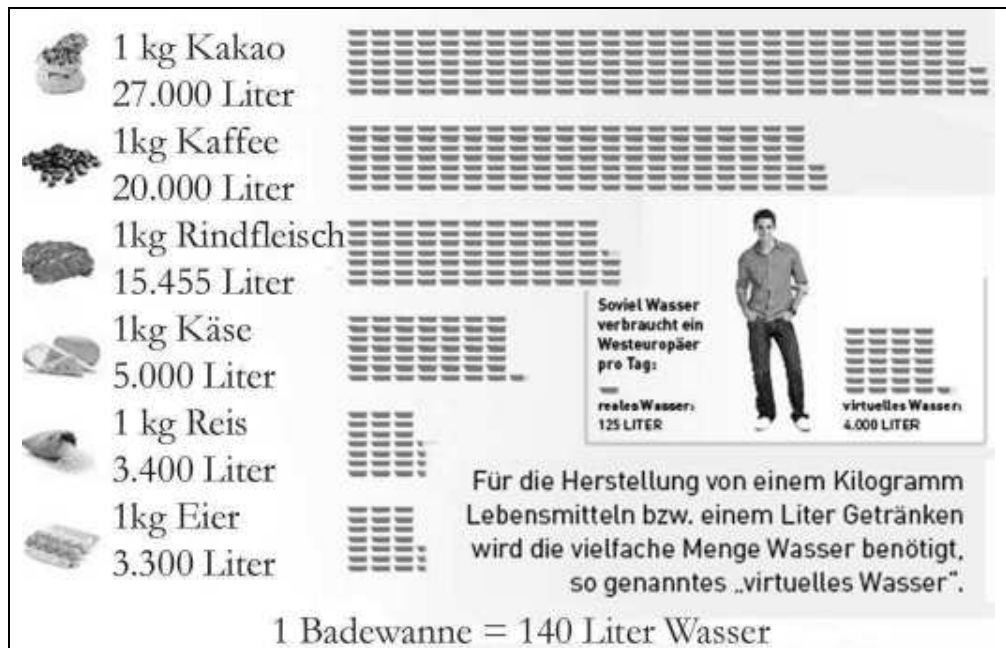 1 kg Kakao
27.000 Liter
1kg Kaffee
20.000 Liter
1kg Rindfleisch
15.455 Liter
1kg Käse
5.000 Liter
1 kg Reis
3.400 Liter
1kg Eier
3.300 Liter
Soviel Wasser
verbraucht ein
Westeuropäer
pro Tag:
reales Wasser:
125 LITER
virtuelles Wasser:
4.000 LITER
Für die Herstellung von einem Kilogramm
Lebensmitteln bzw. einem Liter Getränken
wird die vielfache Menge Wasser benötigt,
so genanntes „virtuelles Wasser".
1 Badewanne = 140 Liter Wasser